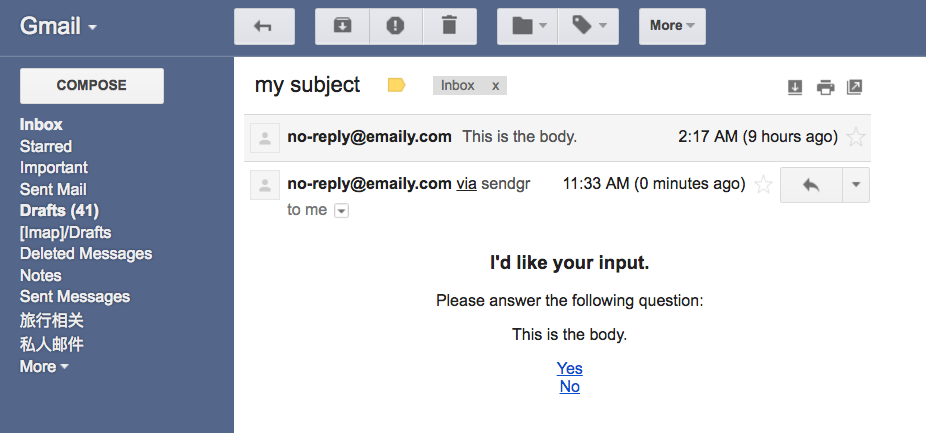 Gmail
More
COMPOSE
Inbox
Starred
Important
Sent Mail
Drafts (41)
[Imap]/Drafts
Deleted Messages
Notes
Sent Messages
旅行相关
私人邮件
More
my subject Inbox x
no-reply@emaily.com This is the body. 2:17 AM (9 hours ago)
no-reply@emaily.com via sendgr 11:33 AM (0 minutes ago)
to me
I'd like your input.
Please answer the following question:
This is the body.
Yes
No